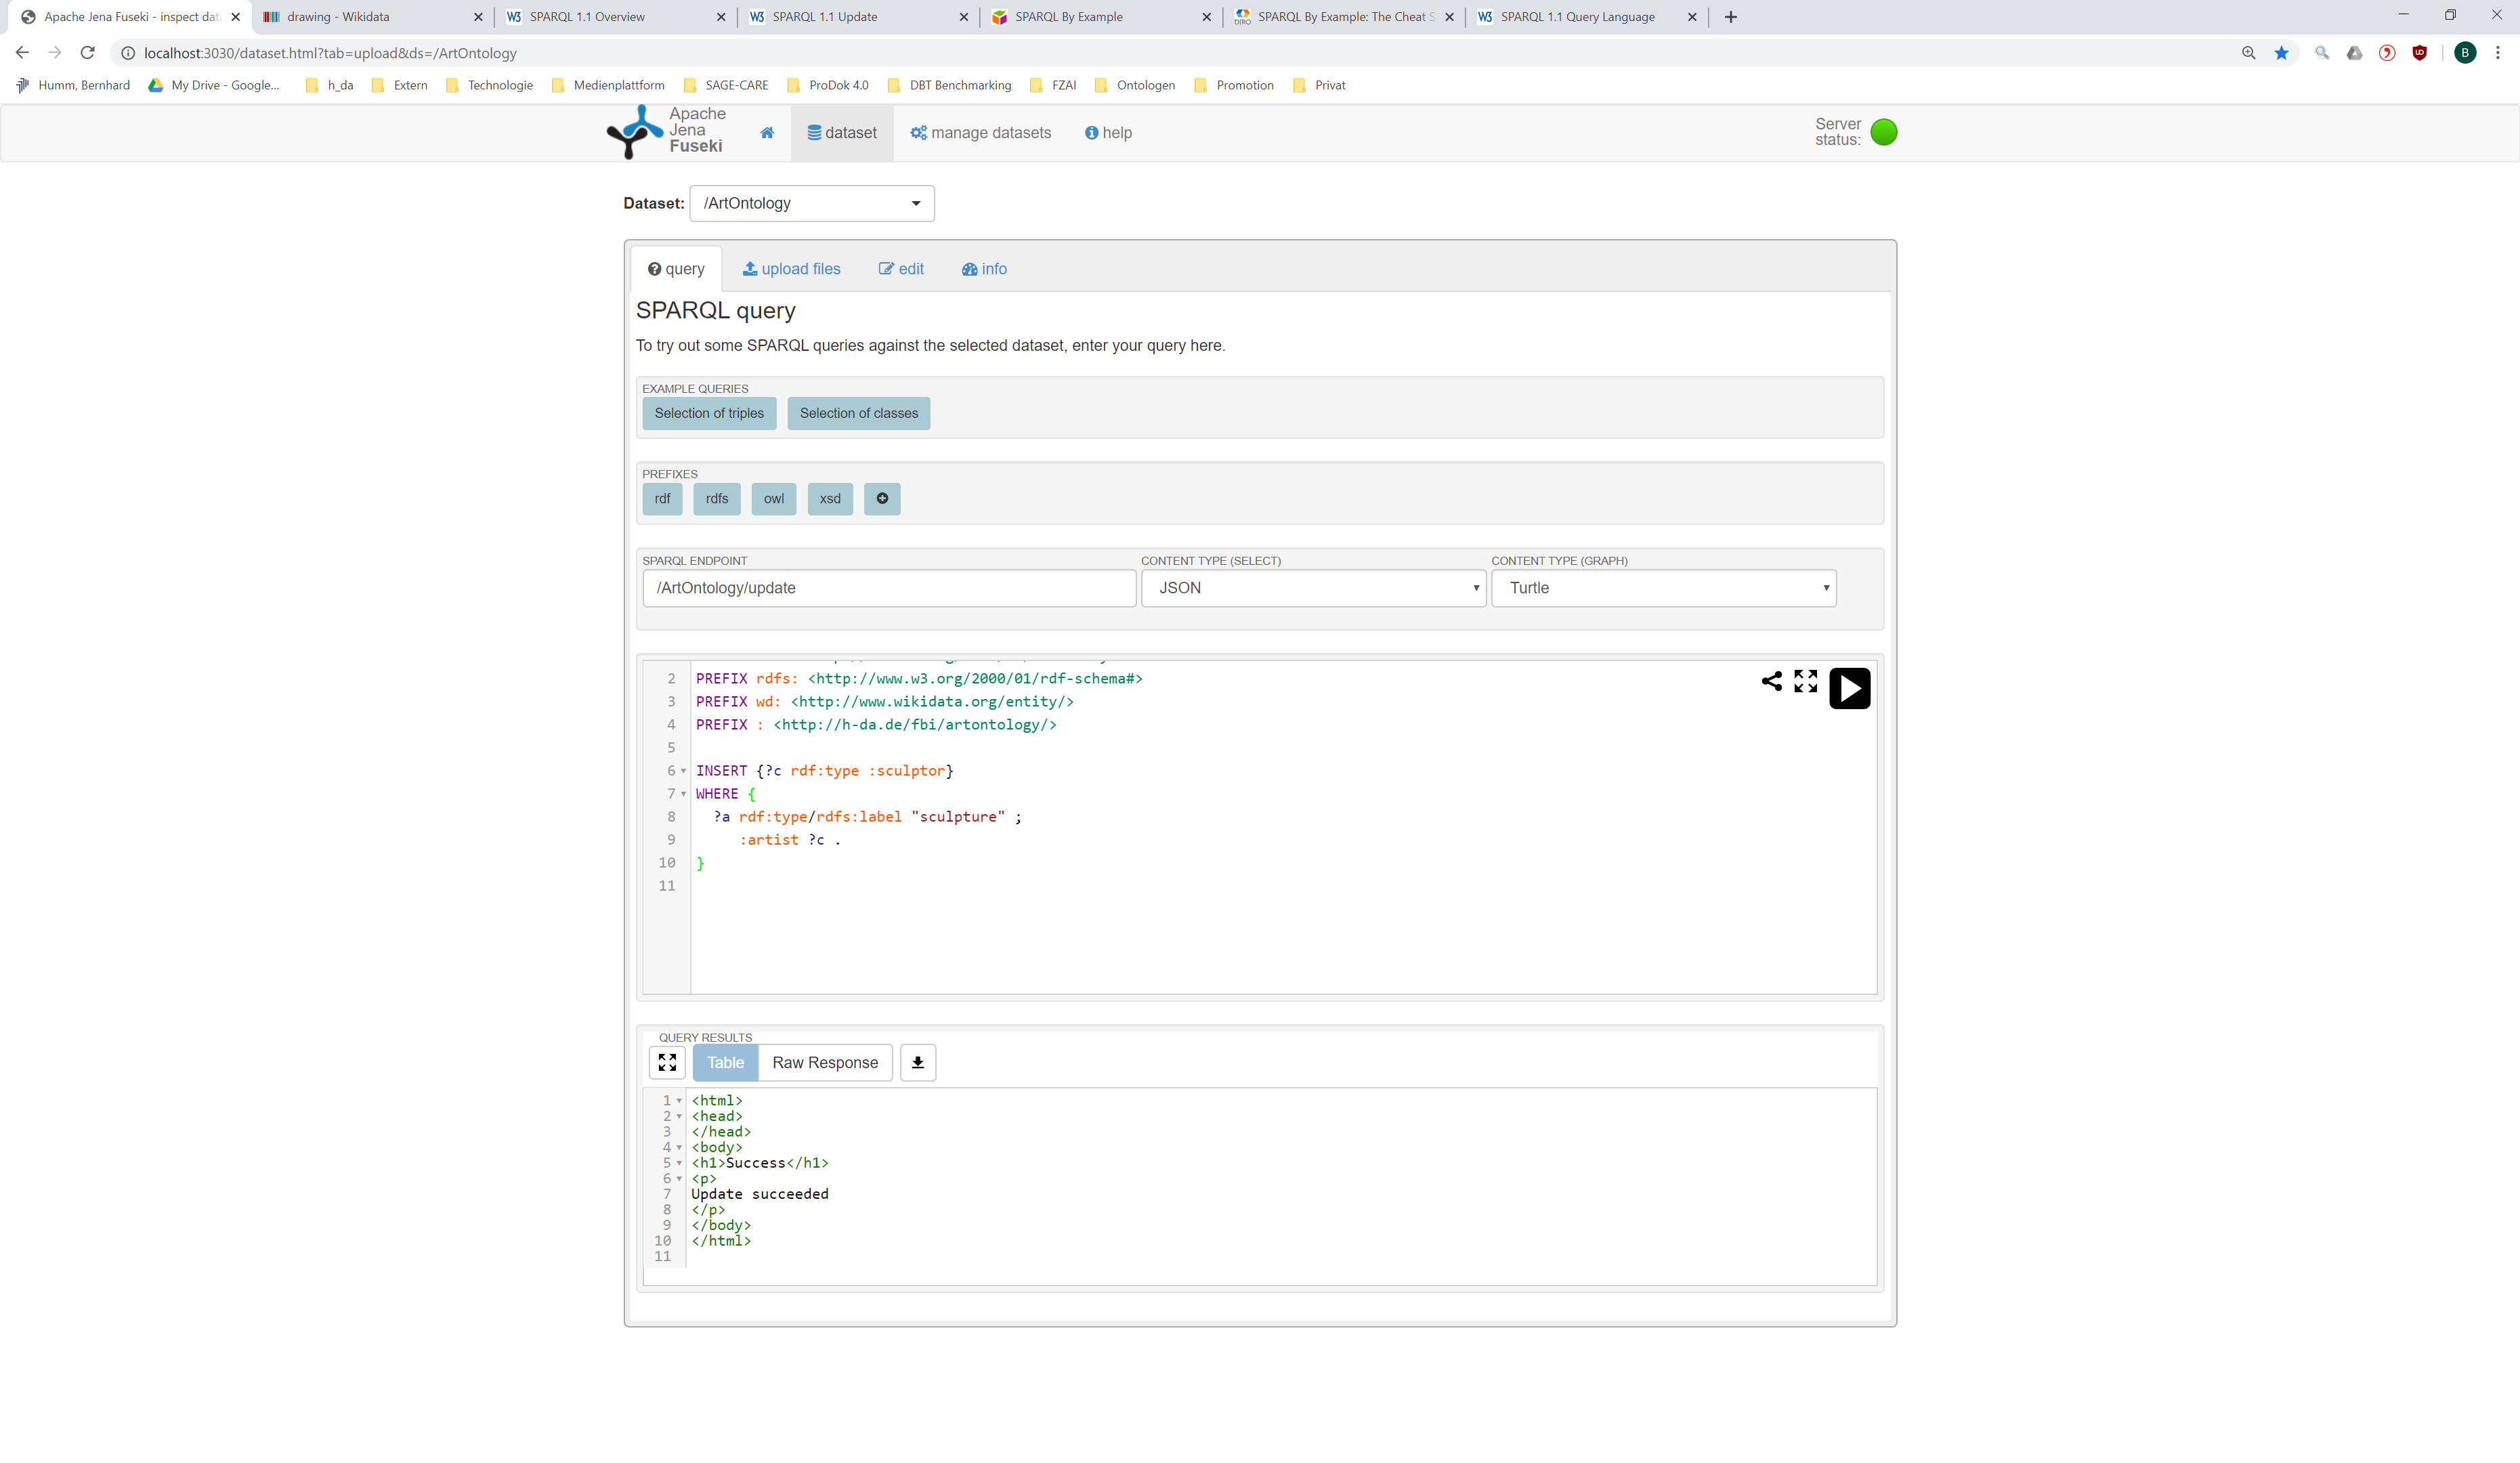 Apache Jena Fuseki - inspect dat
drawing - Wikidata
SPARQL 1.1 Overview
SPARQL 1.1 Update
SPARQL By Example
SPARQL By Example: The Cheat S
SPARQL 1.1 Query Language
localhost:3030/dataset.html?tab=upload&ds=/ArtOntology
B
Humm, Bernhard
My Drive - Google...
h_da
Extern
Technologie
Medienplattform
SAGE-CARE
ProDok 4.0
DBT Benchmarking
FZAI
Ontologen
Promotion
Privat
Apache
Jena
Fuseki
dataset
manage datasets
help
Server
status:
Dataset: /ArtOntology
query
upload files
edit
info
SPARQL query
To try out some SPARQL queries against the selected dataset, enter your query here.
EXAMPLE QUERIES
Selection of triples
Selection of classes
PREFIXES
rdf
rdfs
owl
xsd
SPARQL ENDPOINT
/ArtOntology/update
CONTENT TYPE (SELECT)
JSON
CONTENT TYPE (GRAPH)
Turtle
2 PREFIX rdfs: <http://www.w3.org/2000/01/rdf-schema#>
3 PREFIX wd: <http://www.wikidata.org/entity/>
4 PREFIX : <http://h-da.de/fbi/artontology/>
5
6 INSERT {?c rdf:type :sculptor}
7 WHERE {
8 ?a rdf:type/rdfs:label "sculpture" ;
9 :artist ?c .
10 }
11
QUERY RESULTS
Table
Raw Response
1 <html>
2 <head>
3 </head>
4 <body>
5 <h1>Success</h1>
6 <p>
7 Update succeeded
8 </p>
9 </body>
10 </html>
11